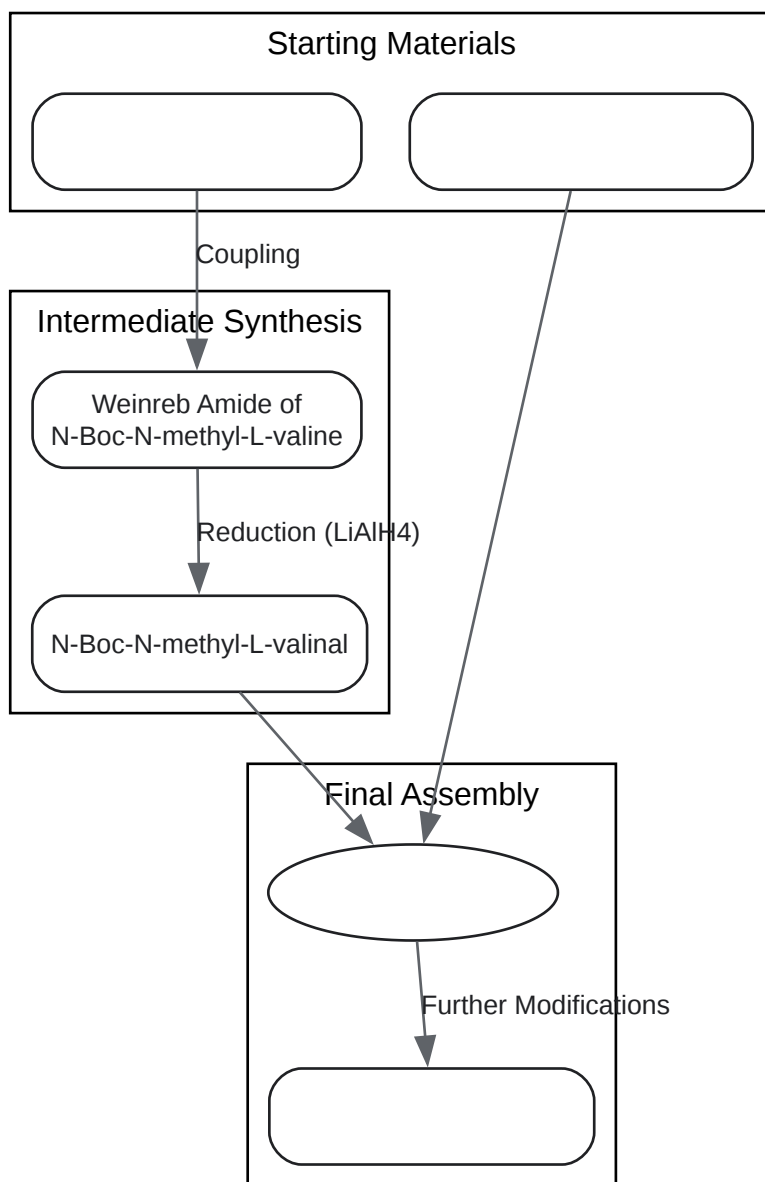 Starting Materials
Coupling
Intermediate Synthesis
Weinreb Amide of
N-Boc-N-methyl-L-valine
Reduction (LiAlH4)
N-Boc-N-methyl-L-valinal
Final Assembly
Further Modifications